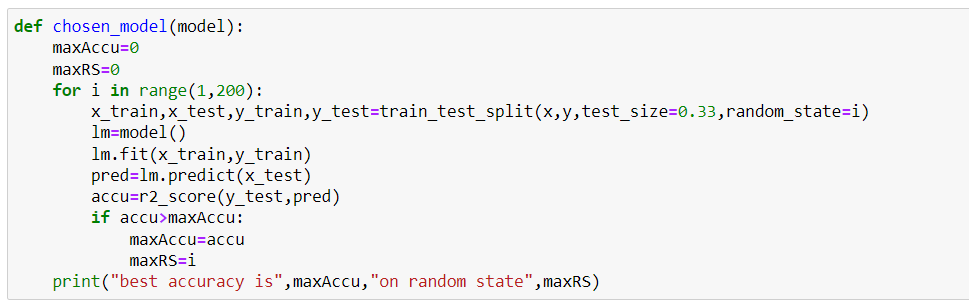 def chosen_model(model):
    maxAccu=0
    maxRS=0
    for i in range(1,200):
        x_train,x_test,y_train,y_test=train_test_split(x,y,test_size=0.33,random_state=i)
        lm=model()
        lm.fit(x_train,y_train)
        pred=lm.predict(x_test)
        accu=r2_score(y_test,pred)
        if accu>maxAccu:
            maxAccu=accu
            maxRS=i
    print("best accuracy is",maxAccu,"on random state",maxRS)